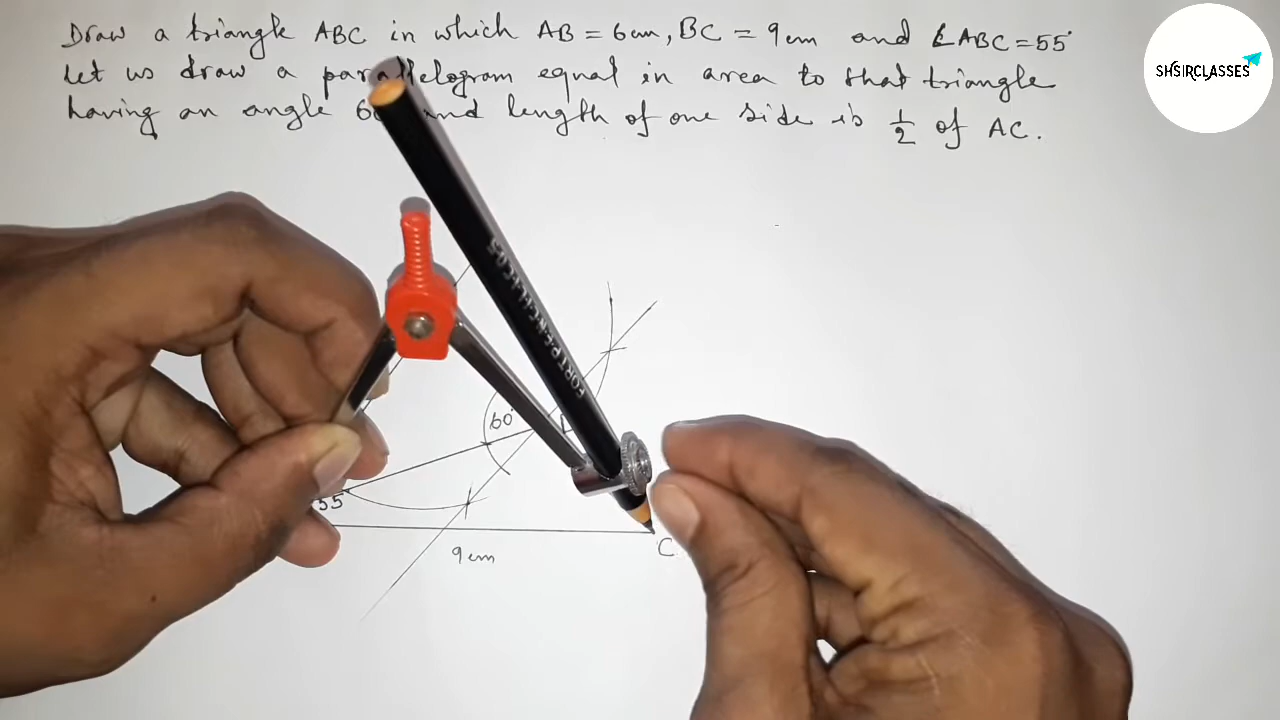 Draw a triangle ABC in which AB = 6cm, BC = 9cm and ∠ABC = 55°
Let us draw a parallelogram equal in area to that triangle
having an angle and length of one side is 1/2 of AC.
SHSIRCLASSES
FORTPENCILHC05
60°
55
9cm
C